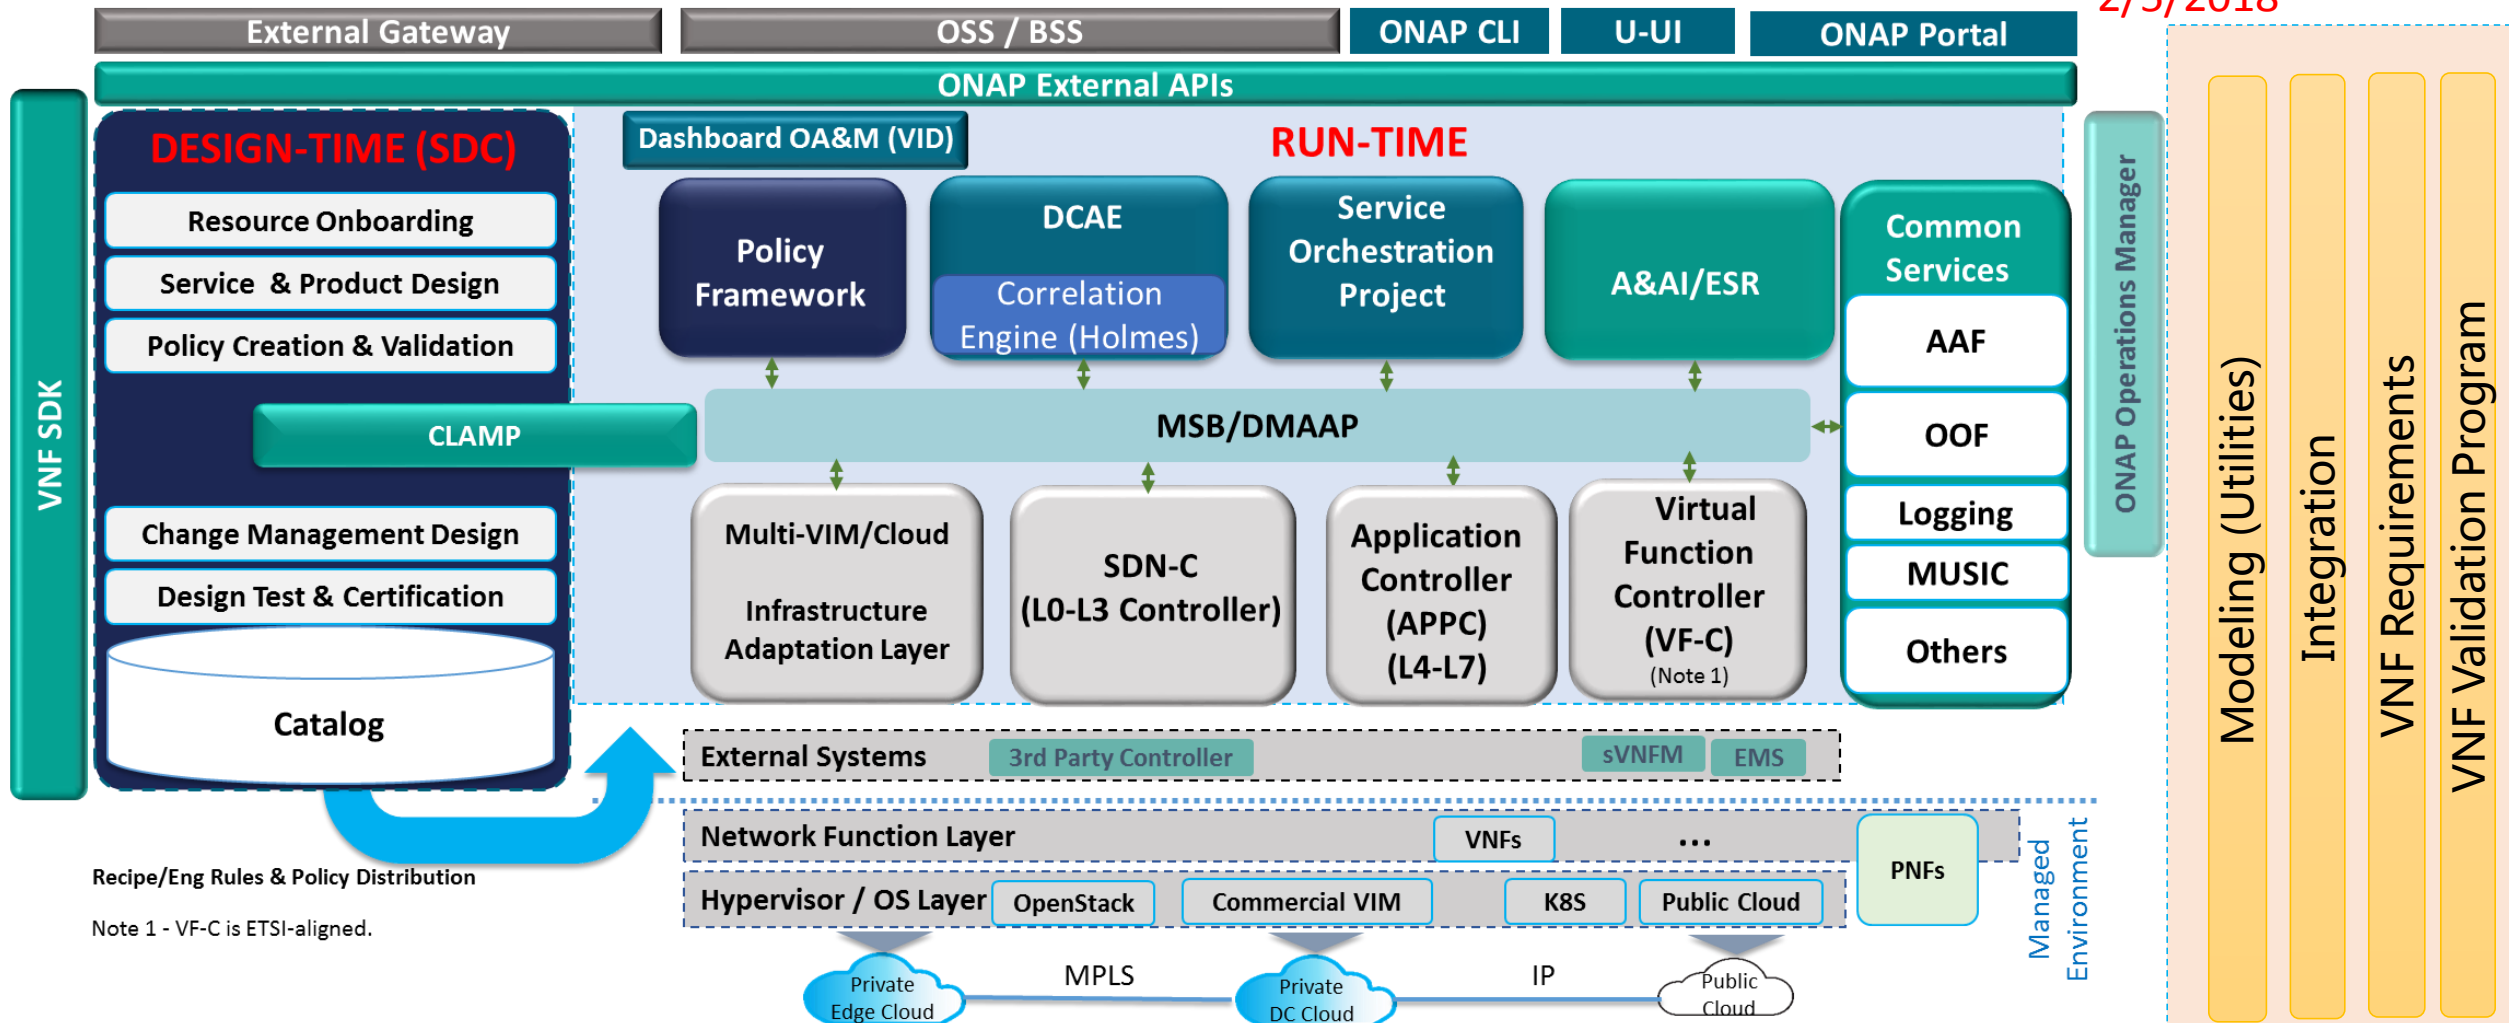 2/5/2018
External Gateway
OSS / BSS
ONAP CLI
U-UI
ONAP Portal
ONAP External APIs
VNF SDK
DESIGN-TIME (SDC)
Resource Onboarding
Service & Product Design
Policy Creation & Validation
CLAMP
Change Management Design
Design Test & Certification
Catalog
Dashboard OA&M (VID)
RUN-TIME
Policy
Framework
DCAE
Correlation
Engine (Holmes)
Service
Orchestration
Project
A&AI/ESR
Common
Services
AAF
OOF
Logging
MUSIC
Others
MSB/DMAAP
Multi-VIM/Cloud
Infrastructure
Adaptation Layer
SDN-C
(L0-L3 Controller)
Application
Controller
(APPC)
(L4-L7)
Virtual
Function
Controller
(VF-C)
(Note 1)
ONAP Operations Manager
Modeling (Utilities)
Integration
VNF Requirements
VNF Validation Program
External Systems
3rd Party Controller
sVNFM
EMS
Network Function Layer
VNFs
...
PNFs
Hypervisor / OS Layer
OpenStack
Commercial VIM
K8S
Public Cloud
Managed
Environment
Recipe/Eng Rules & Policy Distribution
Note 1 - VF-C is ETSI-aligned.
Private
Edge Cloud
MPLS
Private
DC Cloud
IP
Public
Cloud